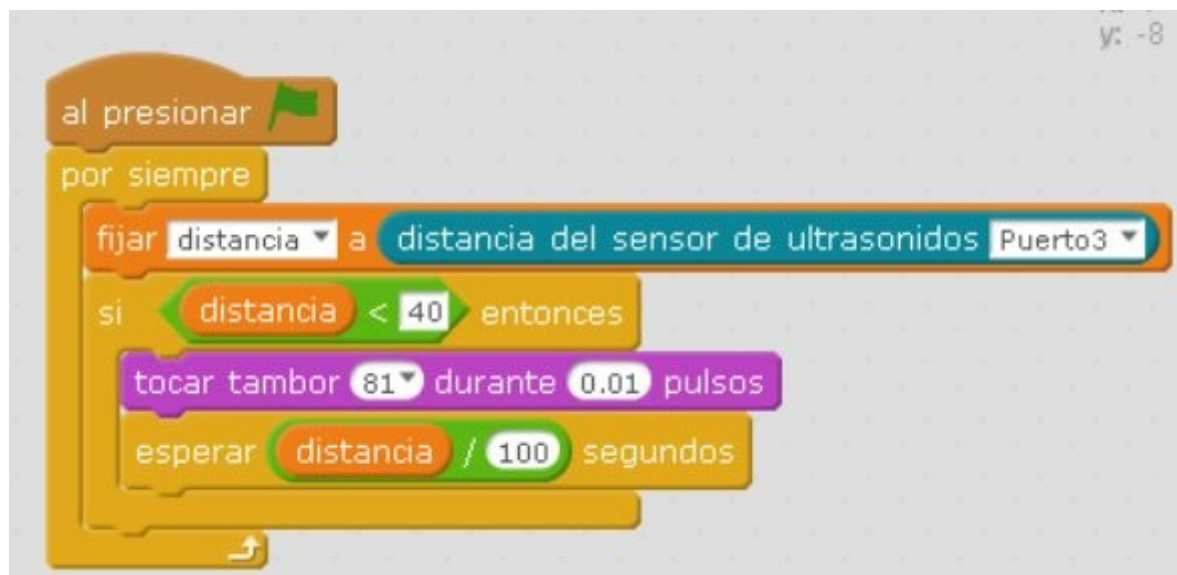 y: -8
al presionar
por siempre
fijar distancia a distancia del sensor de ultrasonidos Puerto3
si distancia < 40 entonces
tocar tambor 81 durante 0.01 pulsos
esperar distancia / 100 segundos